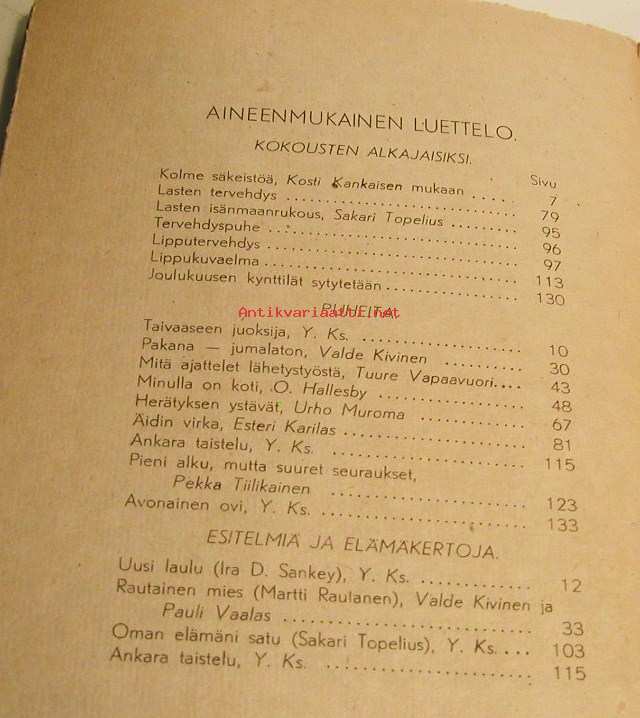 AINEENMUKAINEN LUETTELO.
KOKOUSTEN ALKAJAISIKSI.
Sivu
Kolme säkeistöä, Kosti Kankaisen mukaan ..... 7
Lasten tervehdys .......................... 79
Lasten isänmaanrukous, Sakari Topelius ....... 95
Tervehdyspuhe .......................... 96
Lipputervehdys .......................... 97
Lippukuvaelma .......................... 113
Joulukuusen kynttilät sytytetään ............. 130
PUHEITA.
Antikvariaatti.net
Taivaaseen juoksija, Y. Ks. .................. 10
Pakana — jumalaton, Valde Kivinen .......... 30
Mitä ajattelet lähetystyöstä, Tuure Vapaavuori.... 43
Minulla on koti, O. Hallesby ................ 48
Herätyksen ystävät, Urho Muroma ............ 67
Äidin virka, Esteri Karilas .................. 81
Ankara taistelu, Y. Ks. ..................... 115
Pieni alku, mutta suuret seuraukset,
Pekka Tiilikainen .................... 123
Avonainen ovi, Y. Ks. ..................... 133
ESITELMIÄ JA ELÄMÄKERTOJA.
Uusi laulu (Ira D. Sankey), Y. Ks. ........... 12
Rautainen mies (Martti Raulanen), Valde Kivinen ja
Pauli Vaalas ....................... 33
Oman elämäni satu (Sakari Topelius), Y. Ks. .... 103
Ankara taistelu, Y. Ks. ..................... 115